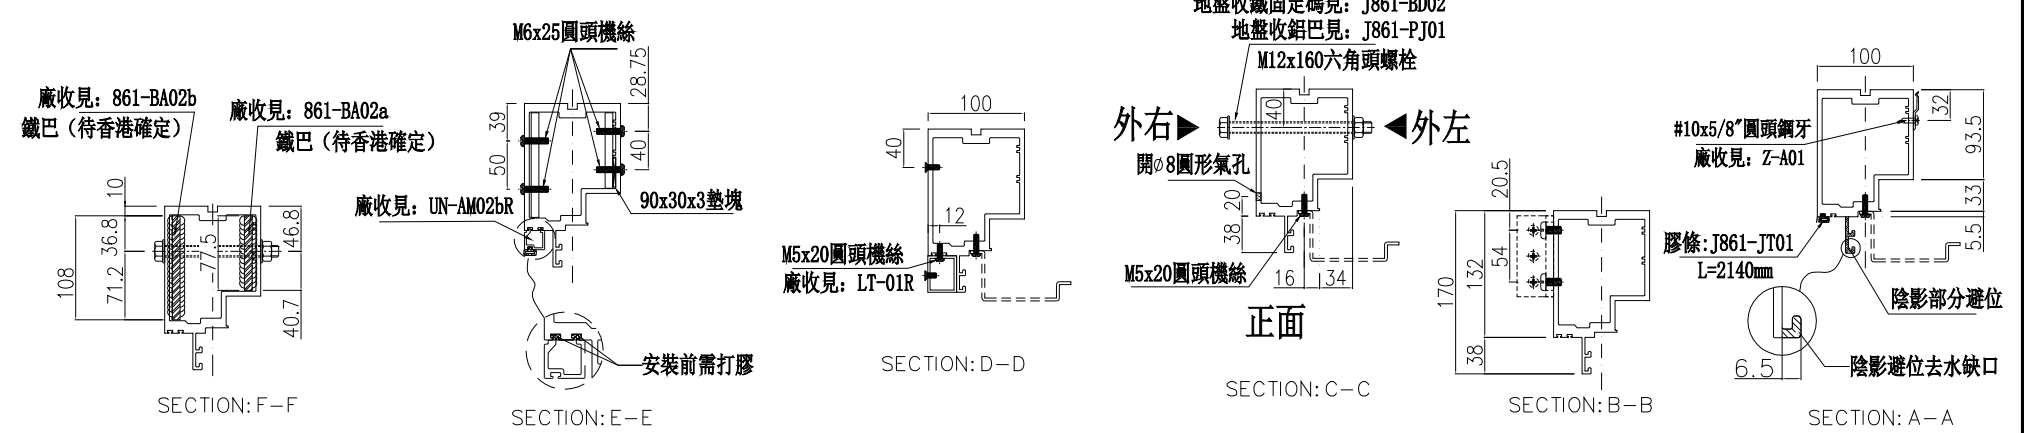 廠收見: 861-BA02b
鐵巴（待香港確定）
廠收見: 861-BA02a
鐵巴（待香港確定）
10
36.8
71.2
108
77.5
46.8
40.7
SECTION:F-F
M6x25圓頭機絲
28.75
39
50
40
廠收見: UN-AM02bR
90x30x3墊塊
安裝前需打膠
SECTION:E-E
100
40
12
M5x20圓頭機絲
廠收見: LT-01R
SECTION:D-D
地盤收鐵固定碼見: J861-BD02
地盤收鋁巴見: J861-PJ01
M12x160六角頭螺栓
40
外右
外左
開φ8圓形氣孔
20
38
M5x20圓頭機絲
16
34
正面
SECTION:C-C
20.5
54
132
170
38
SECTION:B-B
100
32
#10x5/8"圓頭鋼牙
廠收見: Z-A01
93.5
33
5.5
膠條:J861-JT01
L=2140mm
陰影部分避位
陰影避位去水缺口
6.5
SECTION:A-A